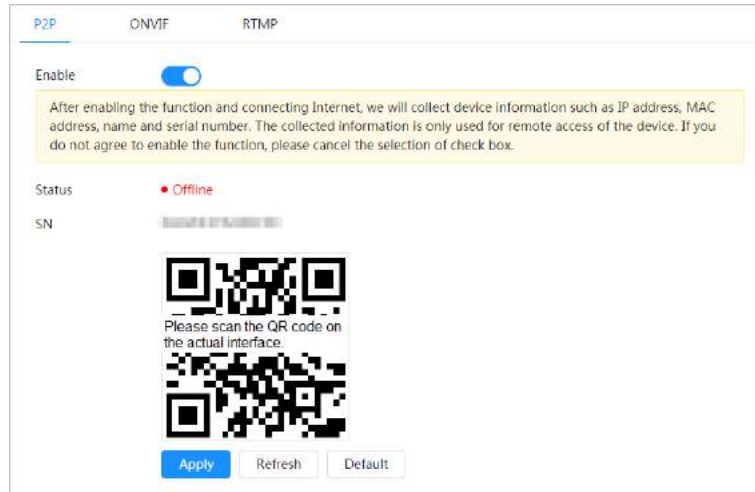 P2P ONVIF RTMP
Enable
After enabling the function and connecting Internet, we will collect device information such as IP address, MAC
address, name and serial number. The collected information is only used for remote access of the device. If you
do not agree to enable the function, please cancel the selection of check box.
Status Offline
SN
Please scan the QR code on
the actual interface.
Apply Refresh Default